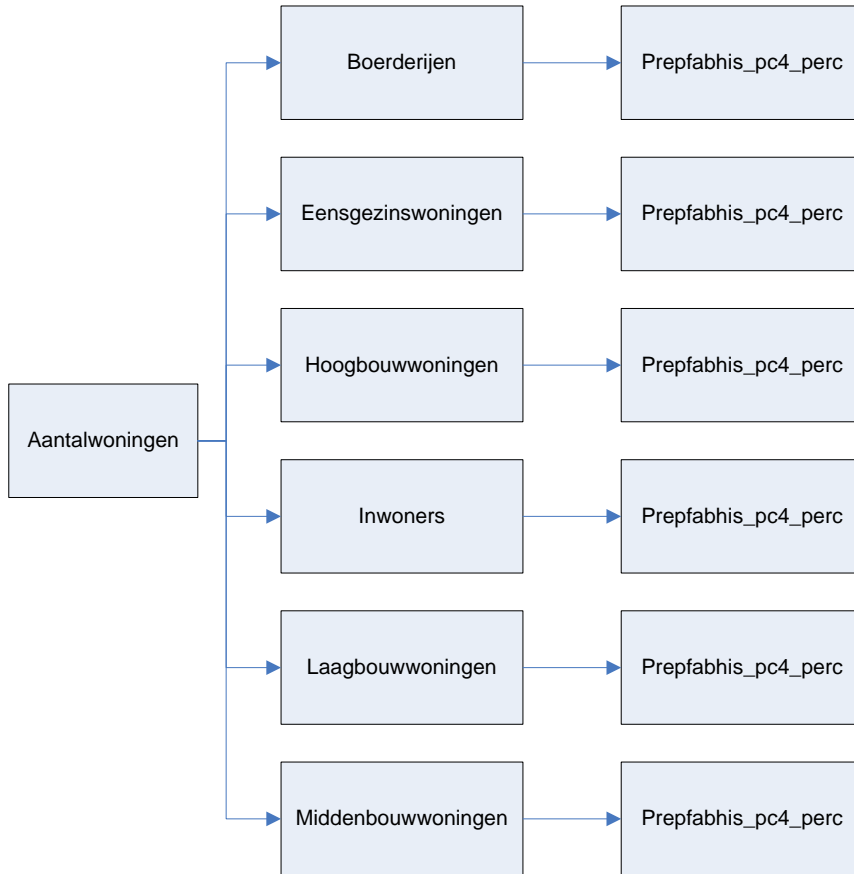 Boerderijen
Prepfabhis_pc4_perc
Eensgezinswoningen
Prepfabhis_pc4_perc
Hoogbouwwoningen
Prepfabhis_pc4_perc
Aantalwoningen
Inwoners
Prepfabhis_pc4_perc
Laagbouwwoningen
Prepfabhis_pc4_perc
Middenbouwwoningen
Prepfabhis_pc4_perc